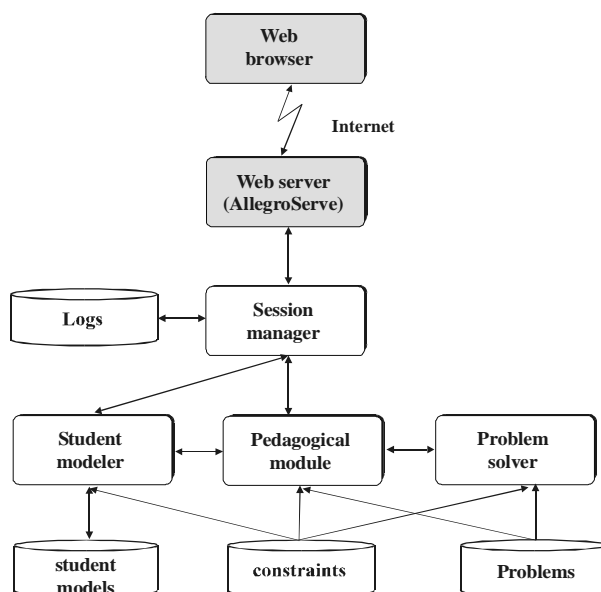 Web
browser
Internet
Web server
(AllegroServe)
Logs
Session
manager
Student
modeler
Pedagogical
module
Problem
solver
student
models
constraints
Problems